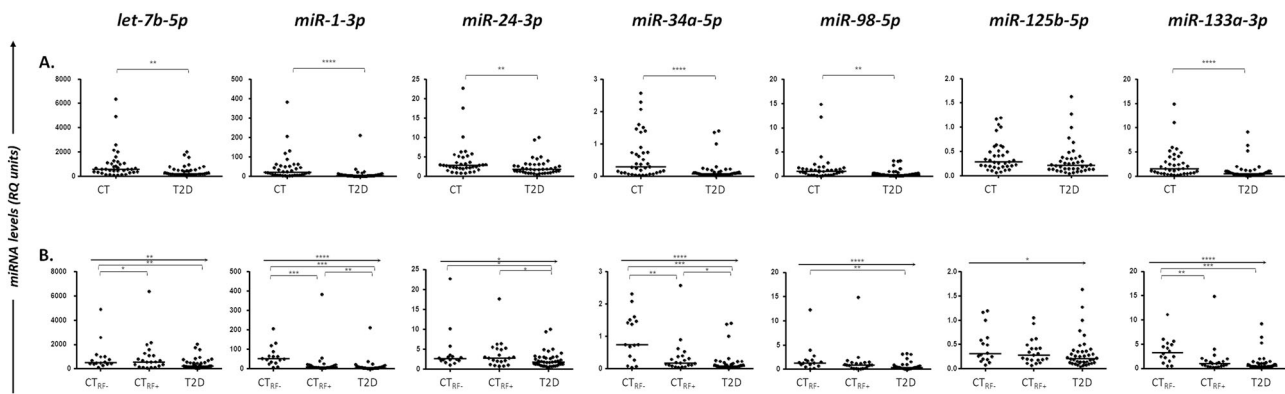 let-7b-5p miR-1-3p miR-24-3p miR-34a-5p miR-98-5p miR-125b-5p miR-133a-3p
miRNA levels (RQ units)
A.
** **** ** **** ** ****
8000 500 25 3 20 2.0 20
6000 400 20 2 15 1.5 15
4000 300 15 1 10 1.0 10
2000 200 10 0 5 0.5 5
0 100 5 0 0.0 0
0 0
CT T2D CT T2D CT T2D CT T2D CT T2D CT T2D CT T2D
B.
** **** * **** **** * ****
** *** * *** ** ***
* *** ** * ** * **
8000 500 25 3 20 2.0 20
6000 400 20 2 15 1.5 15
4000 300 15 1 10 1.0 10
2000 200 10 0 5 0.5 5
0 100 5 0 0.0 0
0 0
CTRF- CTRF+ T2D CTRF- CTRF+ T2D CTRF- CTRF+ T2D CTRF- CTRF+ T2D CTRF- CTRF+ T2D CTRF- CTRF+ T2D CTRF- CTRF+ T2D